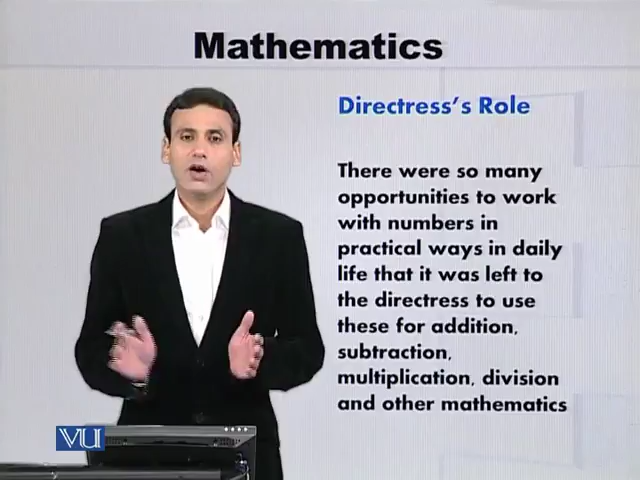 Mathematics
Directress's Role
There were so many
opportunities to work
with numbers in
practical ways in daily
life that it was left to
the directress to use
these for addition,
subtraction,
multiplication, division
and other mathematics
VU